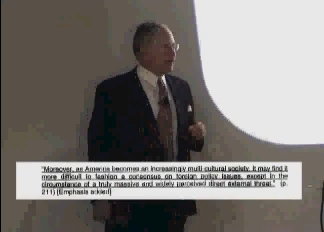 "Moreover, as America becomes an increasingly multi-cultural society, it may find it
more difficult to fashion a consensus on foreign policy issues, except in the
circumstance of a truly massive and widely perceived direct external threat." (p.
211) [Emphasis added]